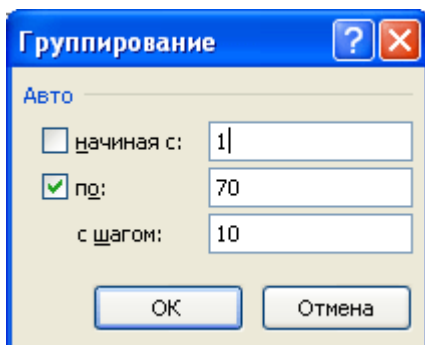 Группирование
Авто
начиная с: 1
по: 70
с шагом: 10
ОК Отмена